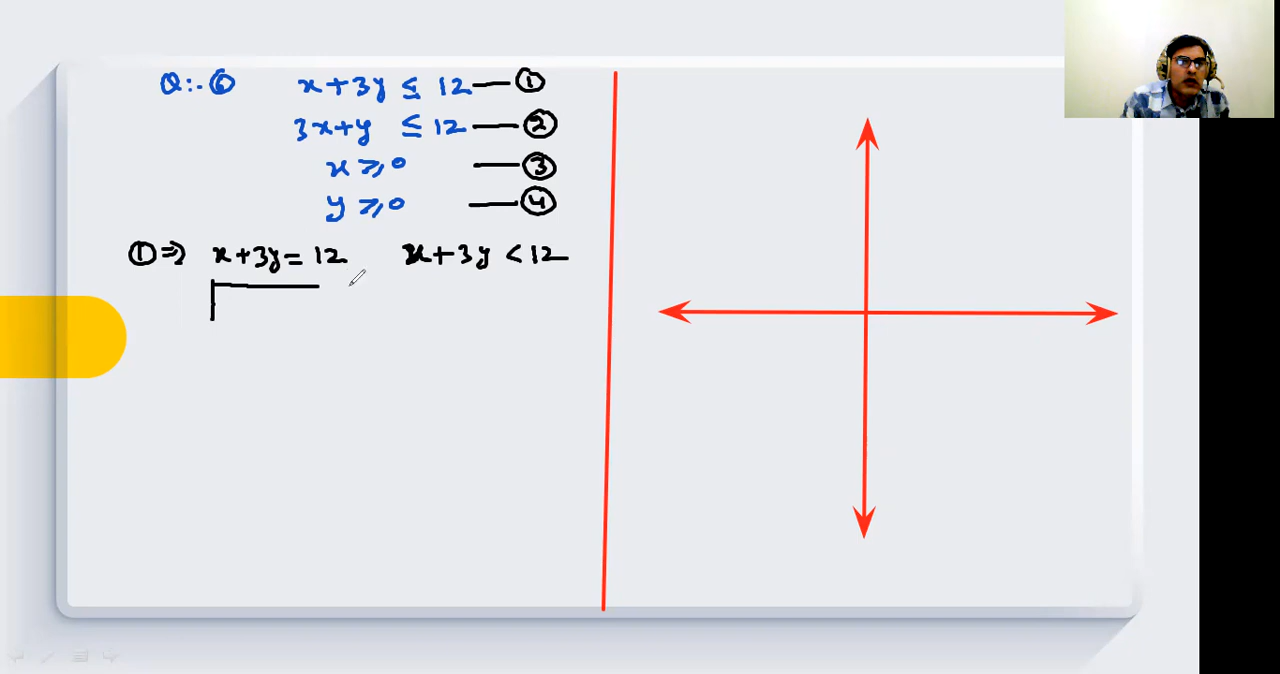 Q:- ⑥ x+3y ≤ 12 — ①
3x+y ≤ 12 — ②
x ≥ 0 — ③
y ≥ 0 — ④
① ⇒ x+3y = 12 x+3y < 12